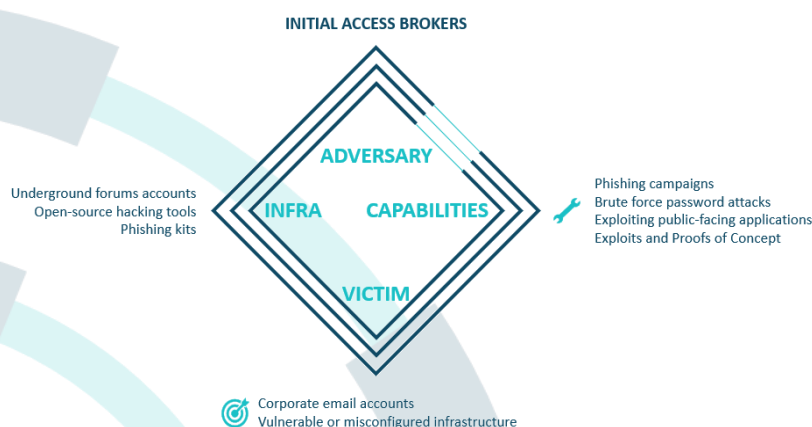 INITIAL ACCESS BROKERS
ADVERSARY
Underground forums accounts
Open-source hacking tools
Phishing kits
INFRA
CAPABILITIES
Phishing campaigns
Brute force password attacks
Exploiting public-facing applications
Exploits and Proofs of Concept
VICTIM
Corporate email accounts
Vulnerable or misconfigured infrastructure